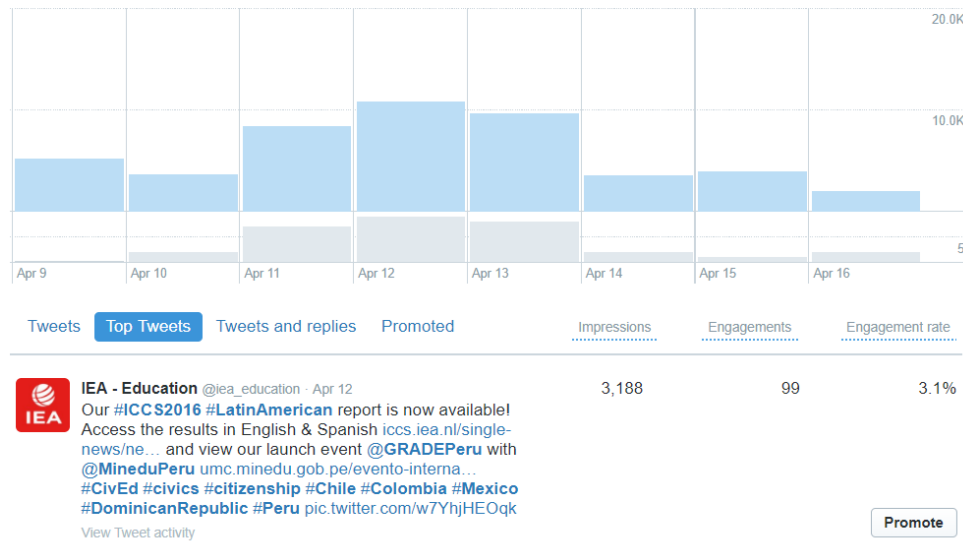 20.0K
10.0K
5
Apr 9 Apr 10 Apr 11 Apr 12 Apr 13 Apr 14 Apr 15 Apr 16
Tweets Top Tweets Tweets and replies Promoted Impressions Engagements Engagement rate
IEA
IEA - Education @iea_education · Apr 12 3,188 99 3.1%
Our #ICCS2016 #LatinAmerican report is now available!
Access the results in English & Spanish iccs.iea.nl/single-
news/ne… and view our launch event @GRADEPeru with
@MineduPeru umc.minedu.gob.pe/evento-interna…
#CivEd #civics #citizenship #Chile #Colombia #Mexico
#DominicanRepublic #Peru pic.twitter.com/w7YhjHEOqk
View Tweet activity
Promote